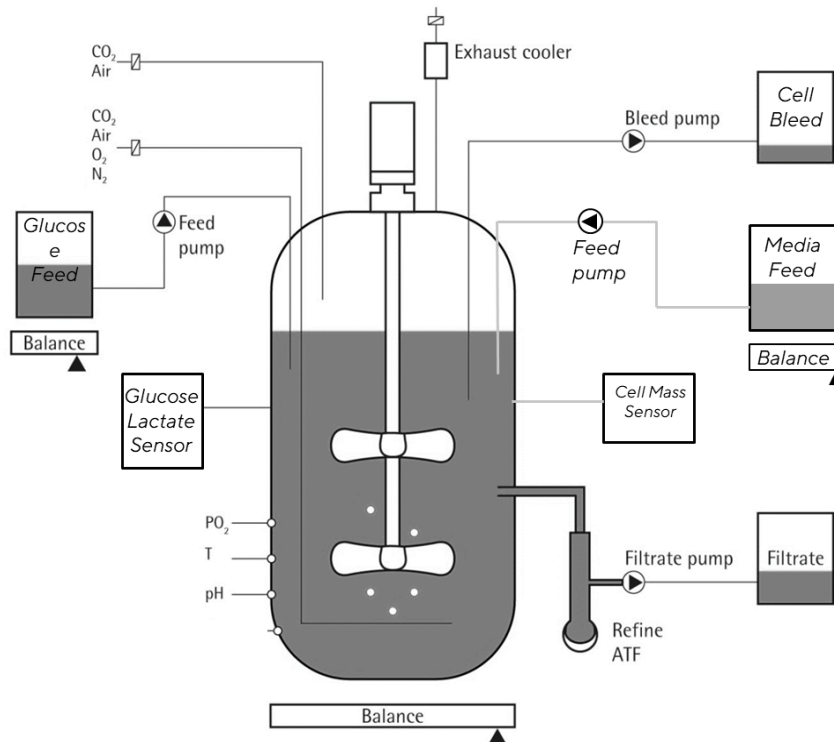 CO₂
Air
CO₂
Air
O₂
N₂
Exhaust cooler
Bleed pump
Cell
Bleed
Glucos
e
Feed
Feed
pump
Feed
pump
Media
Feed
Balance
Balance
Glucose
Lactate
Sensor
Cell Mass
Sensor
PO₂
T
pH
Filtrate pump
Filtrate
Refine
ATF
Balance